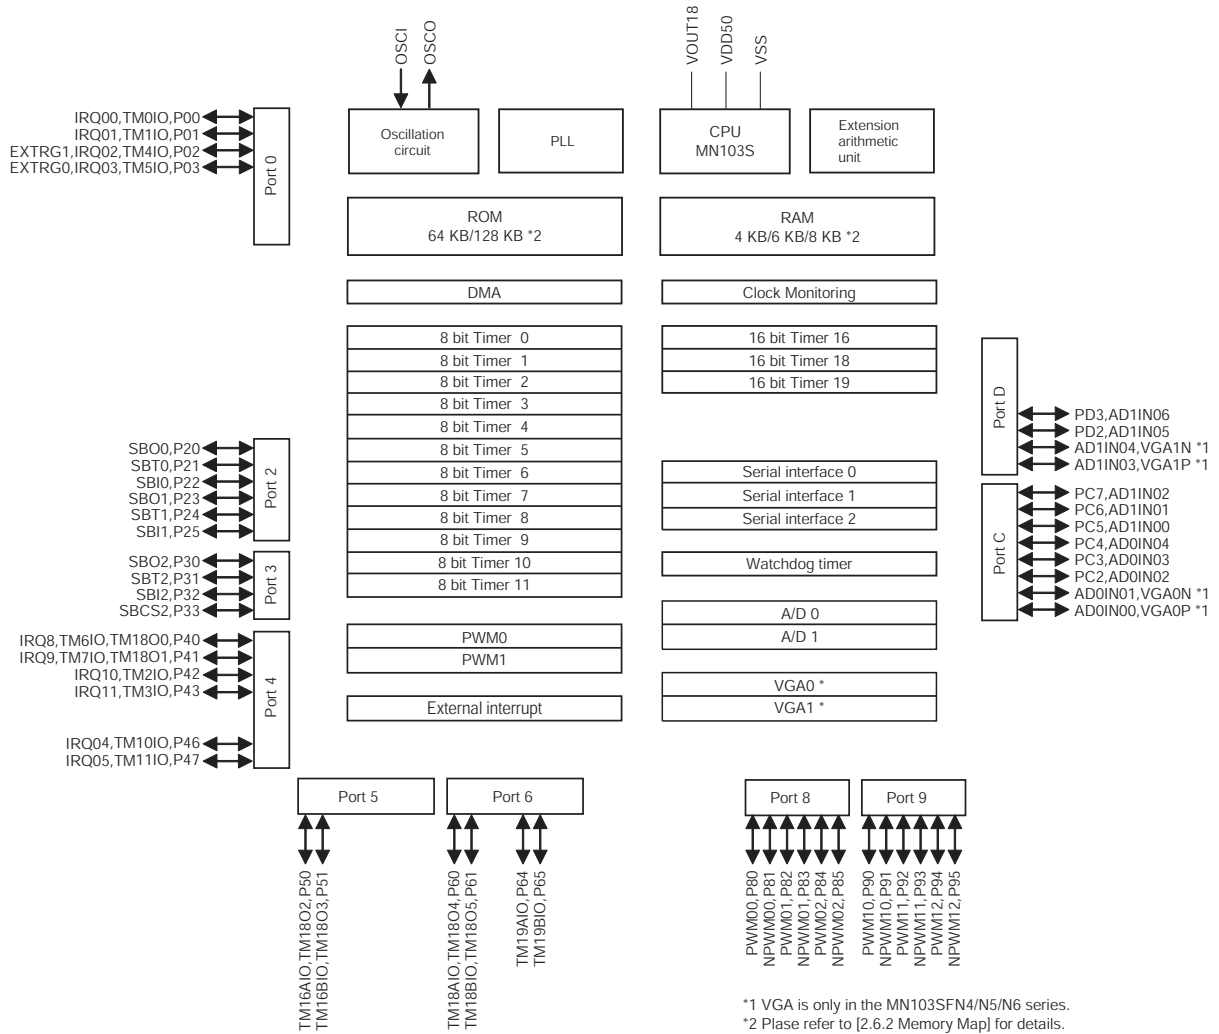 OSCI
OSCO
VOUT18
VDD50
VSS
IRQ00,TM0IO,P00
IRQ01,TM1IO,P01
EXTRG1,IRQ02,TM4IO,P02
EXTRG0,IRQ03,TM5IO,P03
Port 0
Oscillation
circuit
PLL
CPU
MN103S
Extension
arithmetic
unit
ROM
64 KB/128 KB *2
RAM
4 KB/6 KB/8 KB *2
DMA
Clock Monitoring
8 bit Timer 0
8 bit Timer 1
8 bit Timer 2
8 bit Timer 3
8 bit Timer 4
8 bit Timer 5
8 bit Timer 6
8 bit Timer 7
8 bit Timer 8
8 bit Timer 9
8 bit Timer 10
8 bit Timer 11
16 bit Timer 16
16 bit Timer 18
16 bit Timer 19
Serial interface 0
Serial interface 1
Serial interface 2
Watchdog timer
A/D 0
A/D 1
PWM0
PWM1
VGA0 *
VGA1 *
External interrupt
SBO0,P20
SBT0,P21
SBI0,P22
SBO1,P23
SBT1,P24
SBI1,P25
Port 2
SBO2,P30
SBT2,P31
SBI2,P32
SBCS2,P33
Port 3
IRQ8,TM6IO,TM18O0,P40
IRQ9,TM7IO,TM18O1,P41
IRQ10,TM2IO,P42
IRQ11,TM3IO,P43
IRQ04,TM10IO,P46
IRQ05,TM11IO,P47
Port 4
Port D
PD3,AD1IN06
PD2,AD1IN05
AD1IN04,VGA1N *1
AD1IN03,VGA1P *1
Port C
PC7,AD1IN02
PC6,AD1IN01
PC5,AD1IN00
PC4,AD0IN04
PC3,AD0IN03
PC2,AD0IN02
AD0IN01,VGA0N *1
AD0IN00,VGA0P *1
Port 5
Port 6
Port 8
Port 9
TM16AIO,TM18O2,P50
TM16BIO,TM18O3,P51
TM18AIO,TM18O4,P60
TM18BIO,TM18O5,P61
TM19AIO,P64
TM19BIO,P65
PWM00,P80
NPWM00,P81
PWM01,P82
NPWM01,P83
PWM02,P84
NPWM02,P85
PWM10,P90
NPWM10,P91
PWM11,P92
NPWM11,P93
PWM12,P94
NPWM12,P95
*1 VGA is only in the MN103SFN4/N5/N6 series.
*2 Plase refer to [2.6.2 Memory Map] for details.